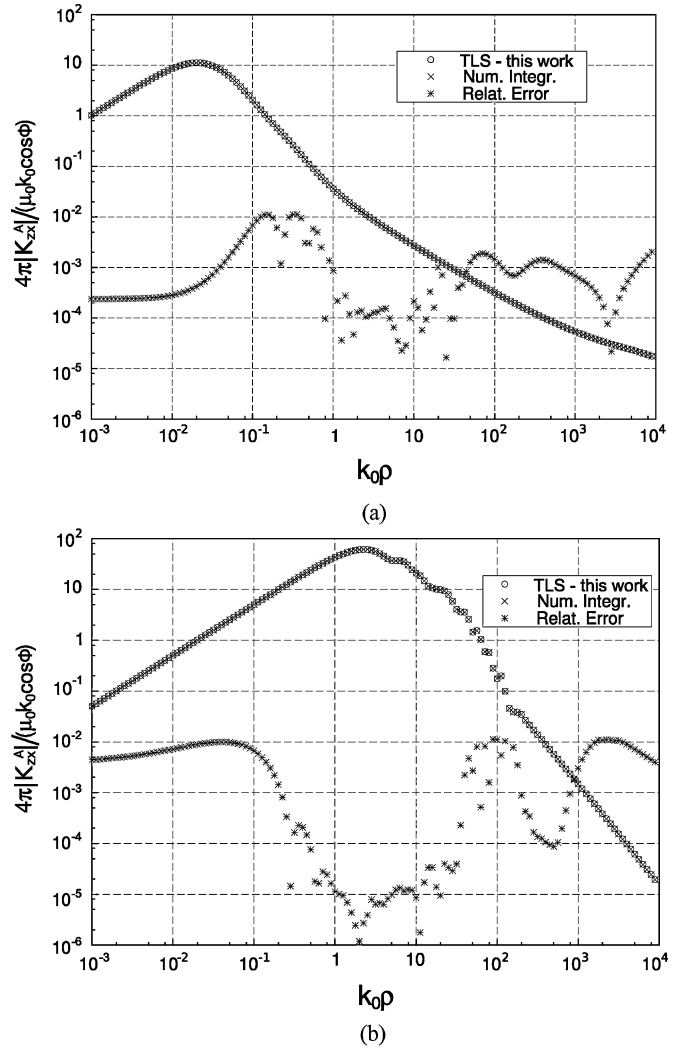 10^2
10
1
10^-1
10^-2
10^-3
10^-4
10^-5
10^-6
4π|K_zx^Â|/(μ₀k₀cosΦ)
TLS - this work
Num. Integr.
Relat. Error
10^-3 10^-2 10^-1 1 10 10^2 10^3 10^4
k₀ρ
(a)
10^2
10
1
10^-1
10^-2
10^-3
10^-4
10^-5
10^-6
4π|K_zx^Â|/(μ₀k₀cosΦ)
TLS - this work
Num. Integr.
Relat. Error
10^-3 10^-2 10^-1 1 10 10^2 10^3 10^4
k₀ρ
(b)